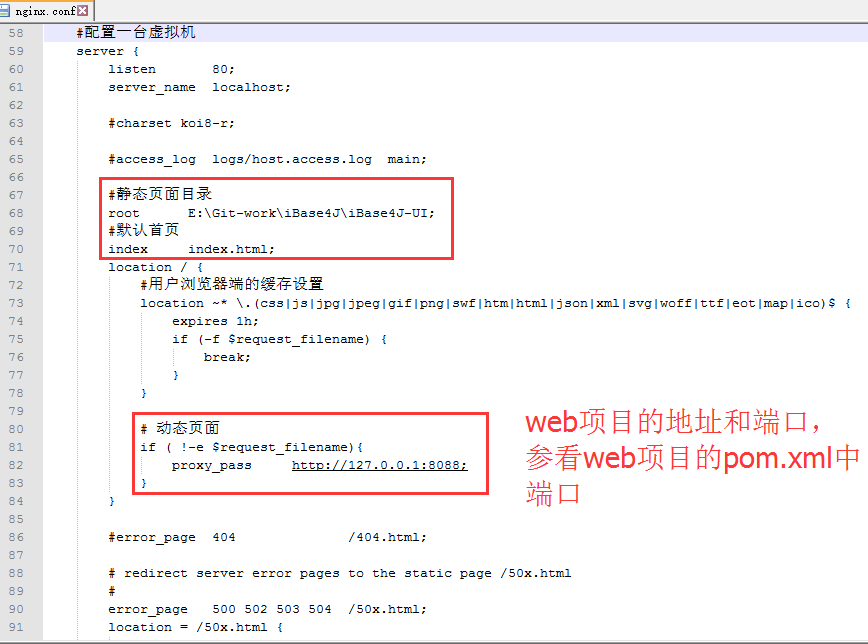 nginx.conf
58 #配置一台虚拟机
59 server {
60 listen 80;
61 server_name localhost;
62
63 #charset koi8-r;
64
65 #access_log logs/host.access.log main;
66
67 #静态页面目录
68 root E:\Git-work\iBase4J\iBase4J-UI;
69 #默认首页
70 index index.html;
71 location / {
72 #用户浏览器端的缓存设置
73 location ~* \.(css|js|jpg|jpeg|gif|png|swf|htm|html|json|xml|svg|woff|ttf|eot|map|ico)$ {
74 expires 1h;
75 if (-f $request_filename) {
76 break;
77 }
78 }
79
80 # 动态页面
81 if ( !-e $request_filename){
82 proxy_pass http://127.0.0.1:8088;
83 }
84 }
85
86 #error_page 404 /404.html;
87
88 # redirect server error pages to the static page /50x.html
89 #
90 error_page 500 502 503 504 /50x.html;
91 location = /50x.html {
web项目的地址和端口，
参看web项目的pom.xml中
端口